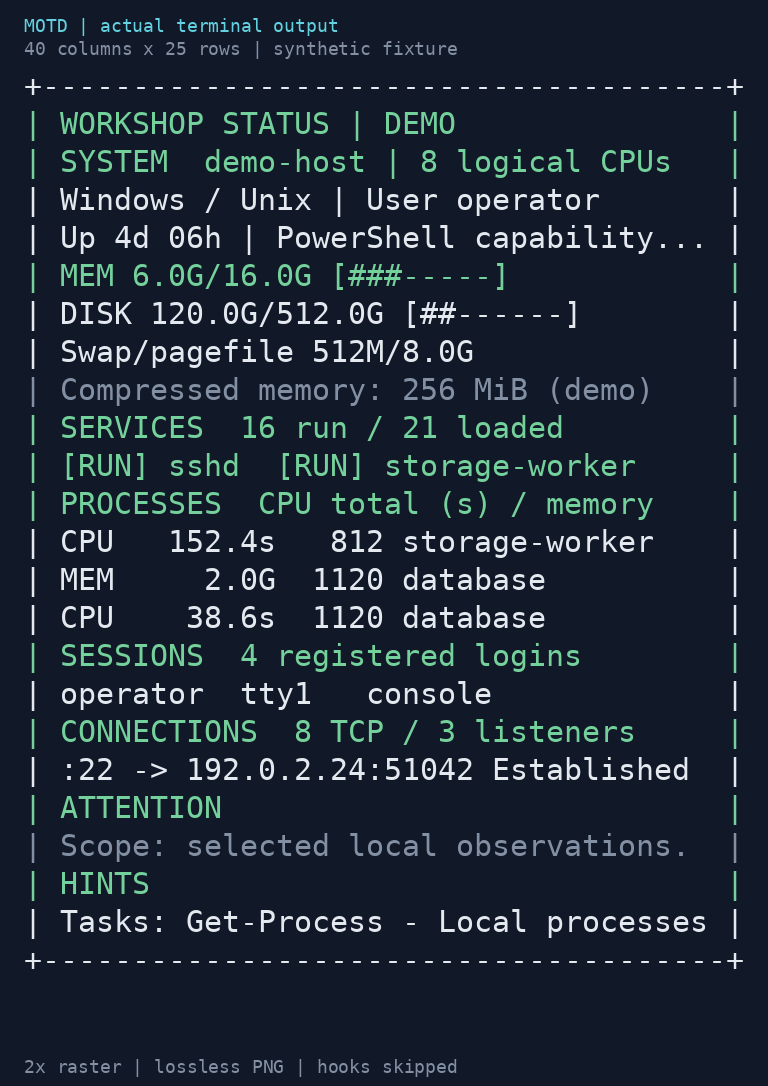 MOTD | actual terminal output
40 columns x 25 rows | synthetic fixture
+--------------------------------------+
| WORKSHOP STATUS | DEMO               |
| SYSTEM  demo-host | 8 logical CPUs   |
| Windows / Unix | User operator       |
| Up 4d 06h | PowerShell capability... |
| MEM 6.0G/16.0G [###-----]            |
| DISK 120.0G/512.0G [##------]        |
| Swap/pagefile 512M/8.0G              |
| Compressed memory: 256 MiB (demo)    |
| SERVICES  16 run / 21 loaded         |
| [RUN] sshd  [RUN] storage-worker     |
| PROCESSES  CPU total (s) / memory    |
| CPU   152.4s   812 storage-worker    |
| MEM     2.0G  1120 database          |
| CPU    38.6s  1120 database          |
| SESSIONS  4 registered logins        |
| operator  tty1   console             |
| CONNECTIONS  8 TCP / 3 listeners     |
| :22 -> 192.0.2.24:51042 Established  |
| ATTENTION                            |
| Scope: selected local observations.  |
| HINTS                                |
| Tasks: Get-Process - Local processes |
+--------------------------------------+
2x raster | lossless PNG | hooks skipped